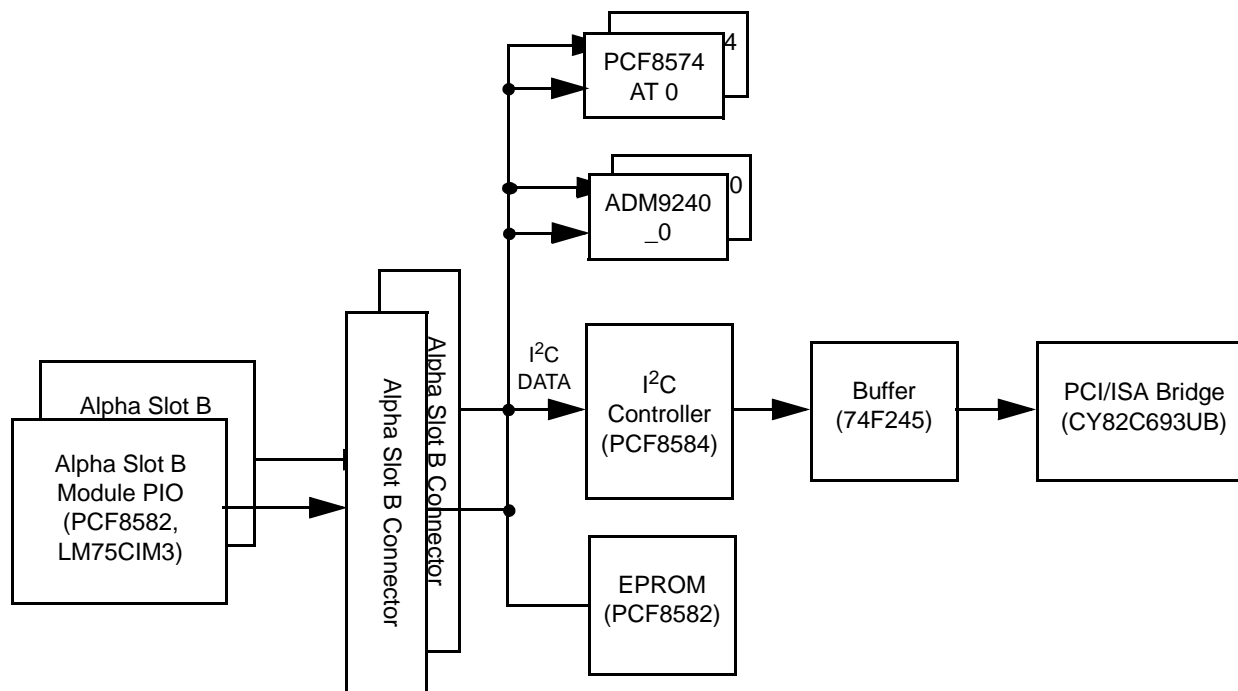 4
PCF8574
AT 0
0
ADM9240
_0
Alpha Slot B
Alpha Slot B
Module PIO
(PCF8582,
LM75CIM3)
Alpha Slot B Connector
Alpha Slot B Connector
I²C
DATA
I²C
Controller
(PCF8584)
Buffer
(74F245)
PCI/ISA Bridge
(CY82C693UB)
EPROM
(PCF8582)